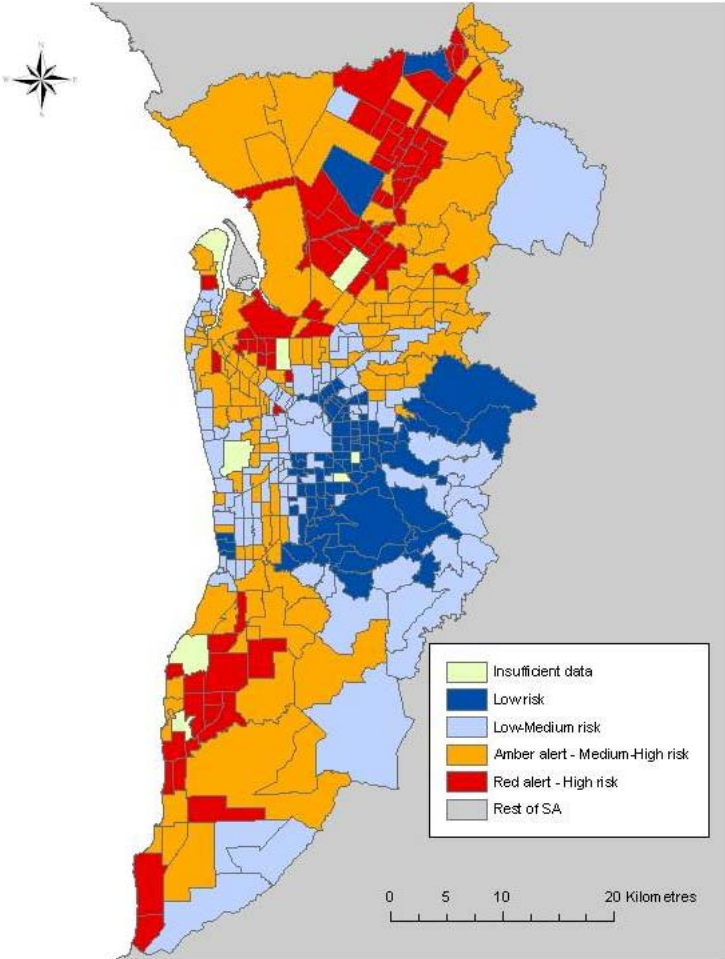 N
W
E
S
Insufficient data
Low risk
Low-Medium risk
Amber alert - Medium-High risk
Red alert - High risk
Rest of SA
0 5 10 20 Kilometres